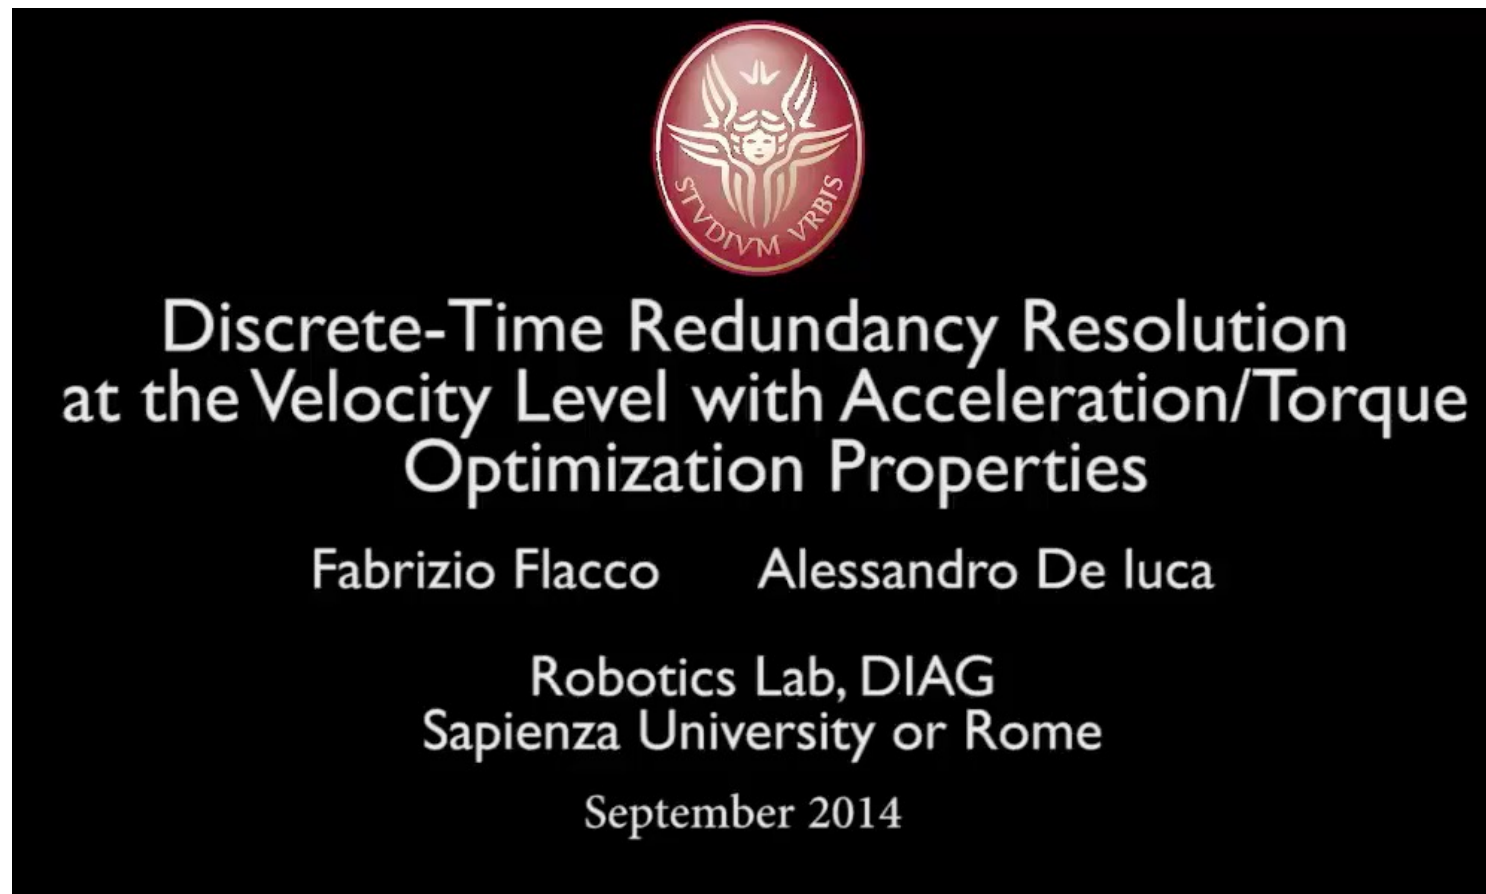 STVDIVM VRBIS
Discrete-Time Redundancy Resolution
at the Velocity Level with Acceleration/Torque
Optimization Properties
Fabrizio Flacco Alessandro De luca
Robotics Lab, DIAG
Sapienza University or Rome
September 2014